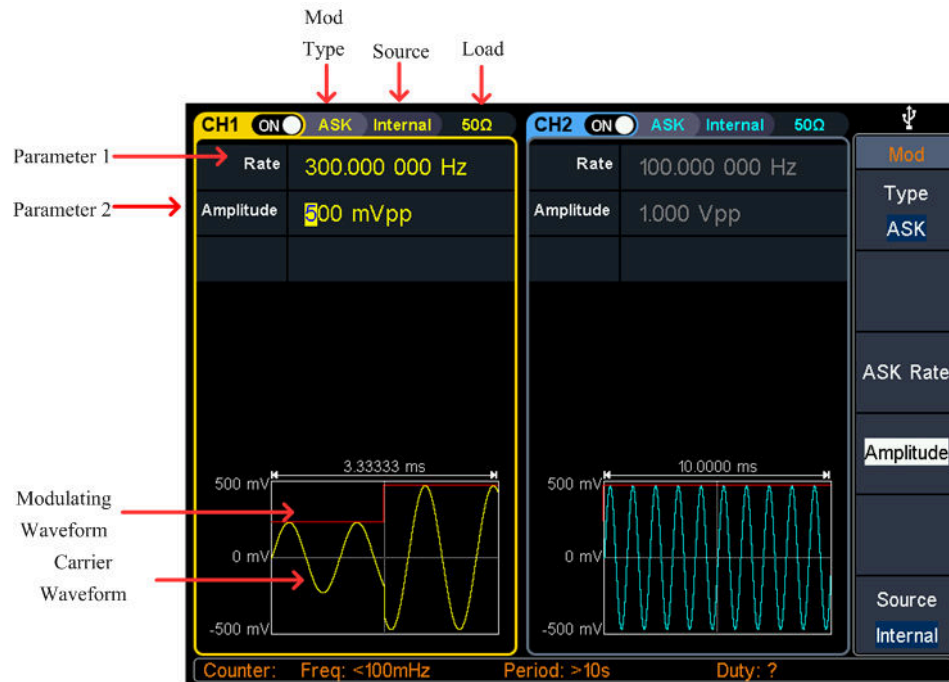 Mod
Type
Source
Load
CH1 ON ASK Internal 50Ω
CH2 ON ASK Internal 50Ω
Parameter 1
Rate 300.000 000 Hz
Rate 100.000 000 Hz
Mod
Parameter 2
Amplitude 500 mVpp
Amplitude 1.000 Vpp
Type
ASK
ASK Rate
Amplitude
3.33333 ms
10.0000 ms
500 mV
500 mV
Modulating
Waveform
0 mV
0 mV
Carrier
Waveform
-500 mV
-500 mV
Source
Internal
Counter: Freq: <100mHz Period: >10s Duty: ?